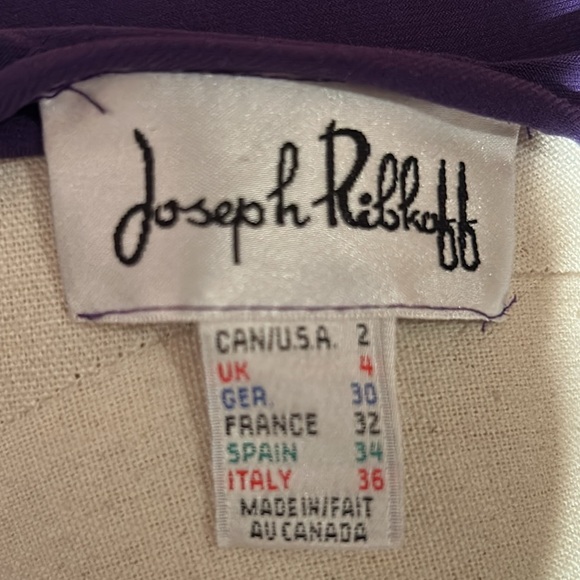 Joseph Ribkoff
CAN/U.S.A. 2
UK 4
GER. 30
FRANCE 32
SPAIN 34
ITALY 36
MADE IN/FAIT
AU CANADA